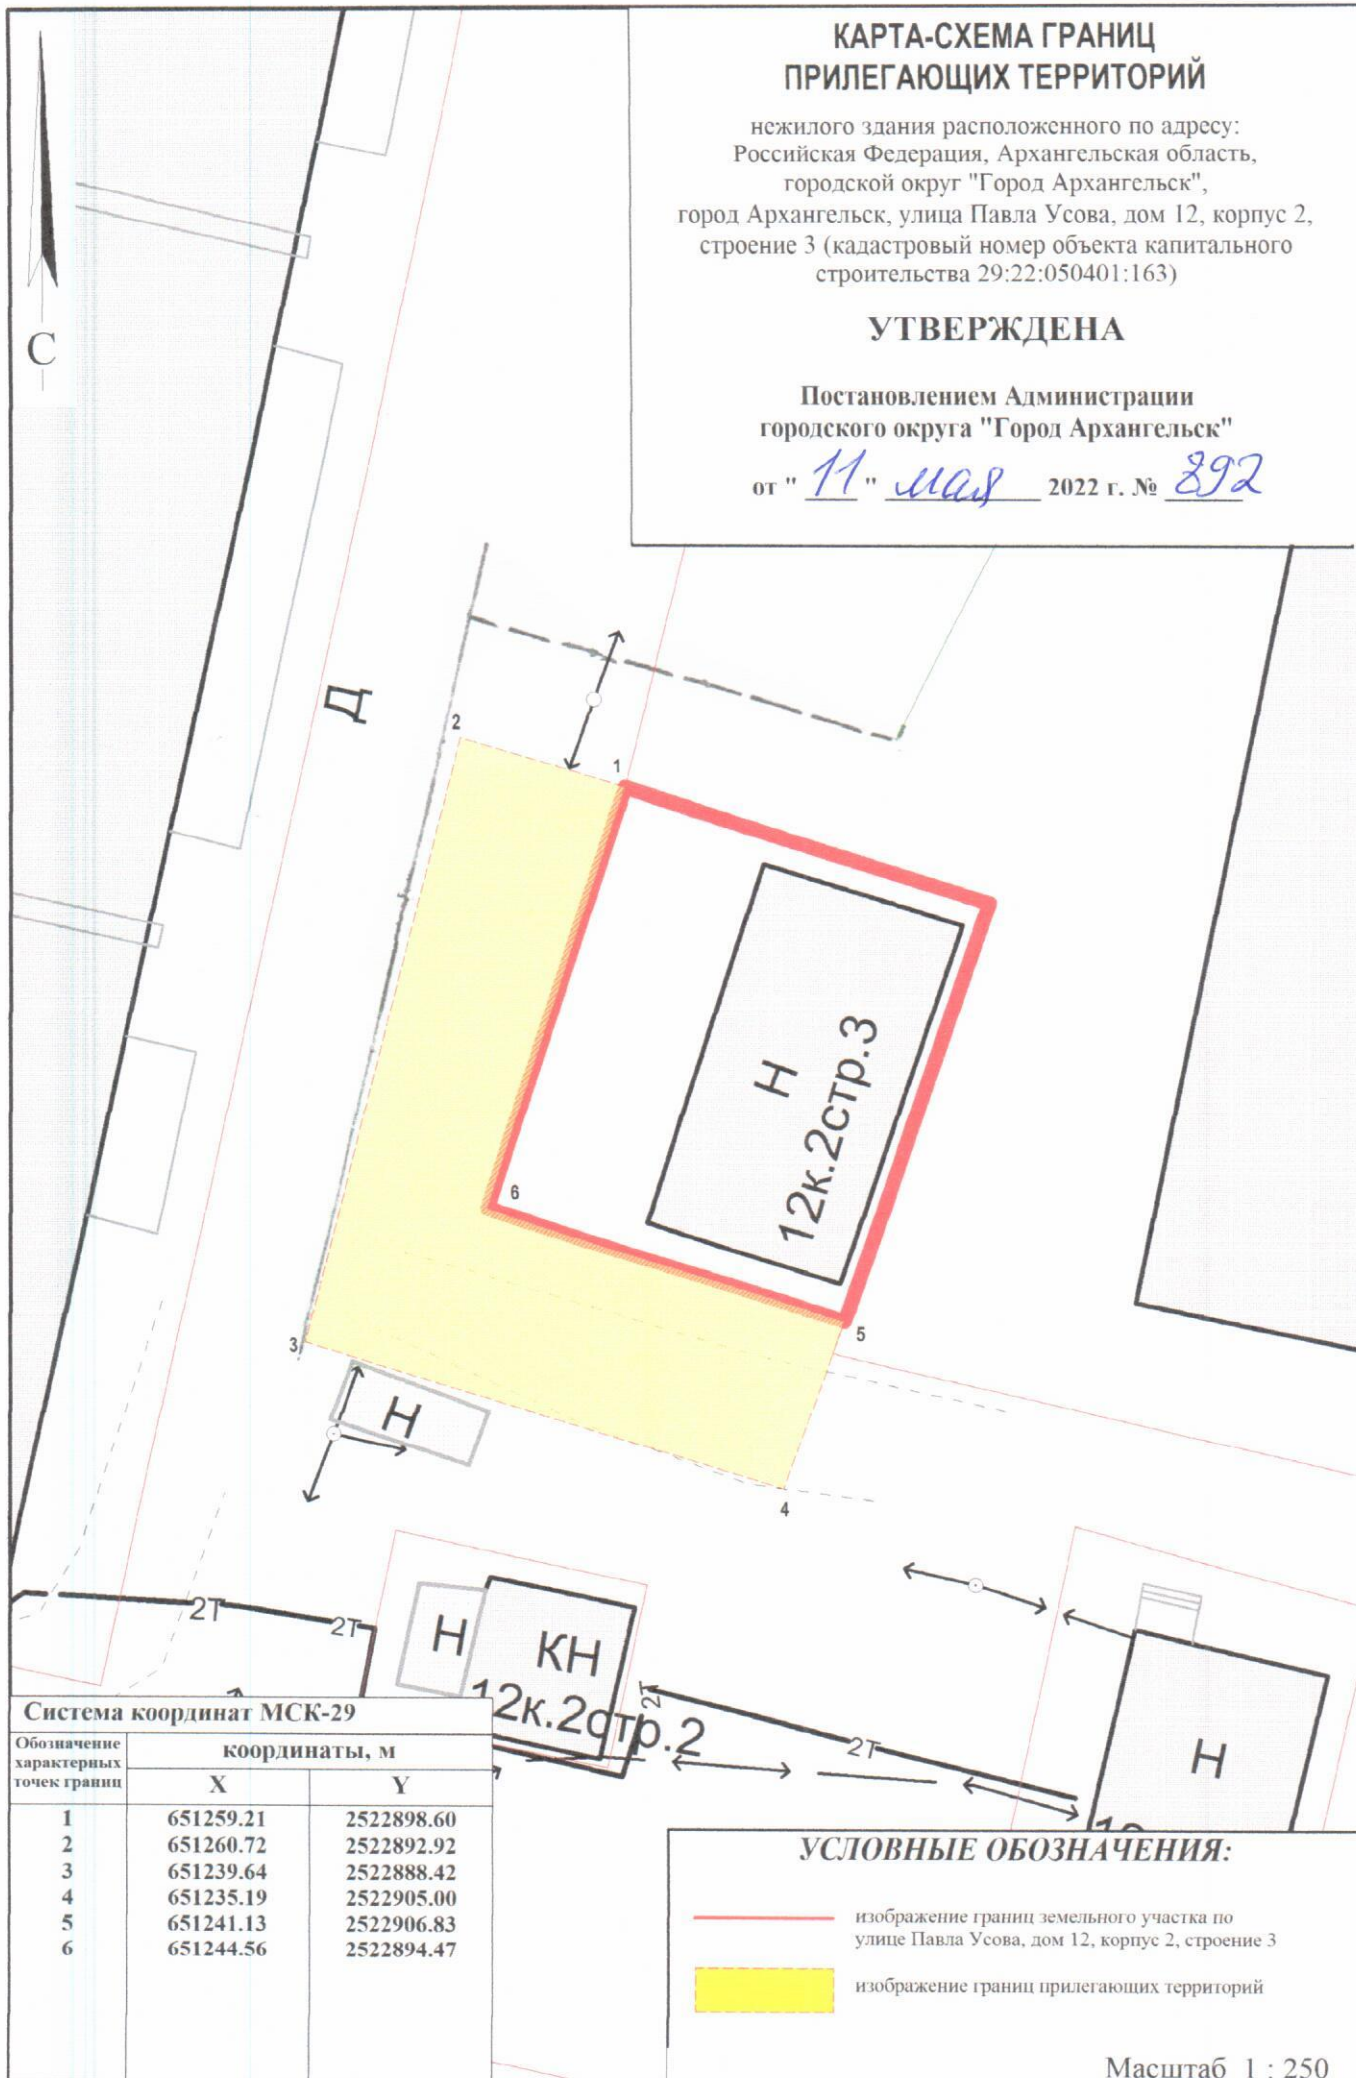 КАРТА-СХЕМА ГРАНИЦ
ПРИЛЕГАЮЩИХ ТЕРРИТОРИЙ
нежилого здания расположенного по адресу:
Российская Федерация, Архангельская область,
городской округ "Город Архангельск",
город Архангельск, улица Павла Усова, дом 12, корпус 2,
строение 3 (кадастровый номер объекта капитального
строительства 29:22:050401:163)
УТВЕРЖДЕНА
Постановлением Администрации
городского округа "Город Архангельск"
от " 11 " мая 2022 г. № 892
С
Д
2
1
Н
12к.2стр.3
6
5
3
Н
4
2Т
2Т
Н
КН
12к.2стр.2
2Т
2Т
Н
Система координат МСК-29
Обозначение характерных точек границ
координаты, м
X Y
1 651259.21 2522898.60
2 651260.72 2522892.92
3 651239.64 2522888.42
4 651235.19 2522905.00
5 651241.13 2522906.83
6 651244.56 2522894.47
УСЛОВНЫЕ ОБОЗНАЧЕНИЯ:
изображение границ земельного участка по
улице Павла Усова, дом 12, корпус 2, строение 3
изображение границ прилегающих территорий
Масштаб 1 : 250